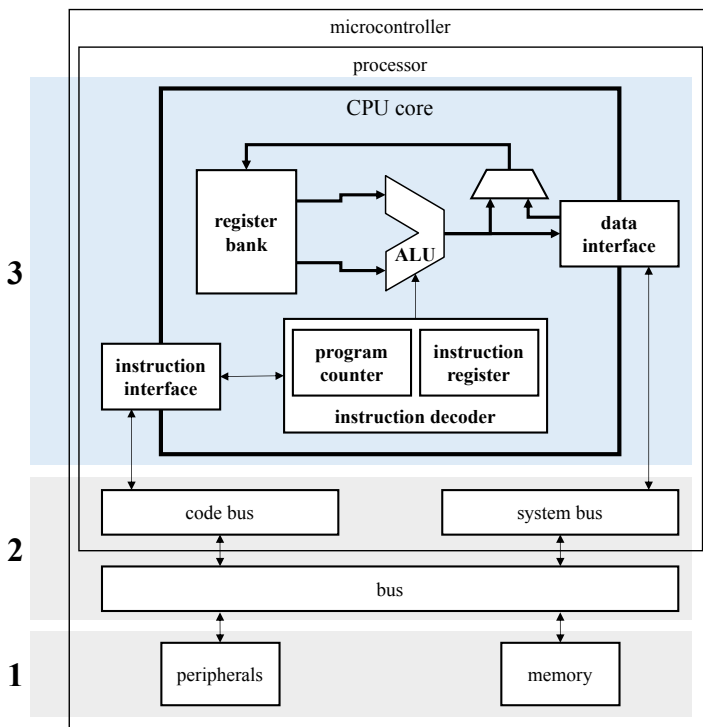 microcontroller
processor
CPU core
register
bank
ALU
data
interface
3
instruction
interface
program
counter
instruction
register
instruction decoder
code bus
system bus
2
bus
1
peripherals
memory